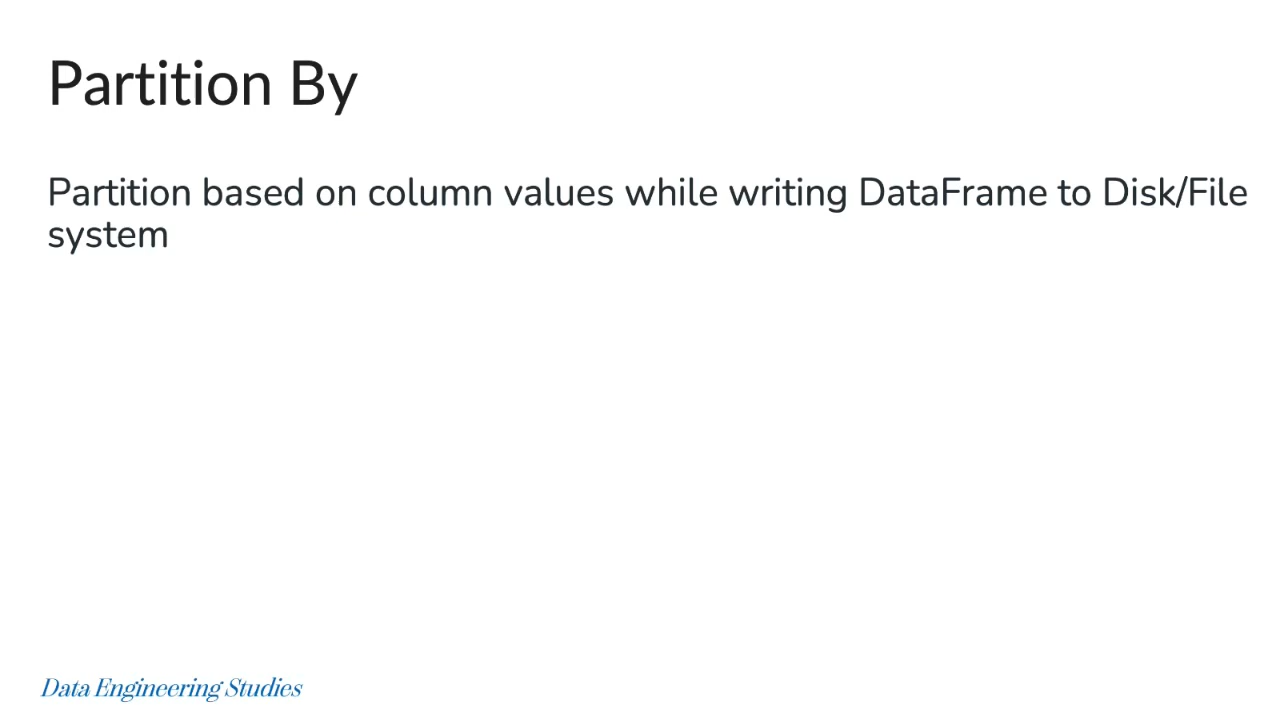 Partition By
Partition based on column values while writing DataFrame to Disk/File
system
Data Engineering Studies